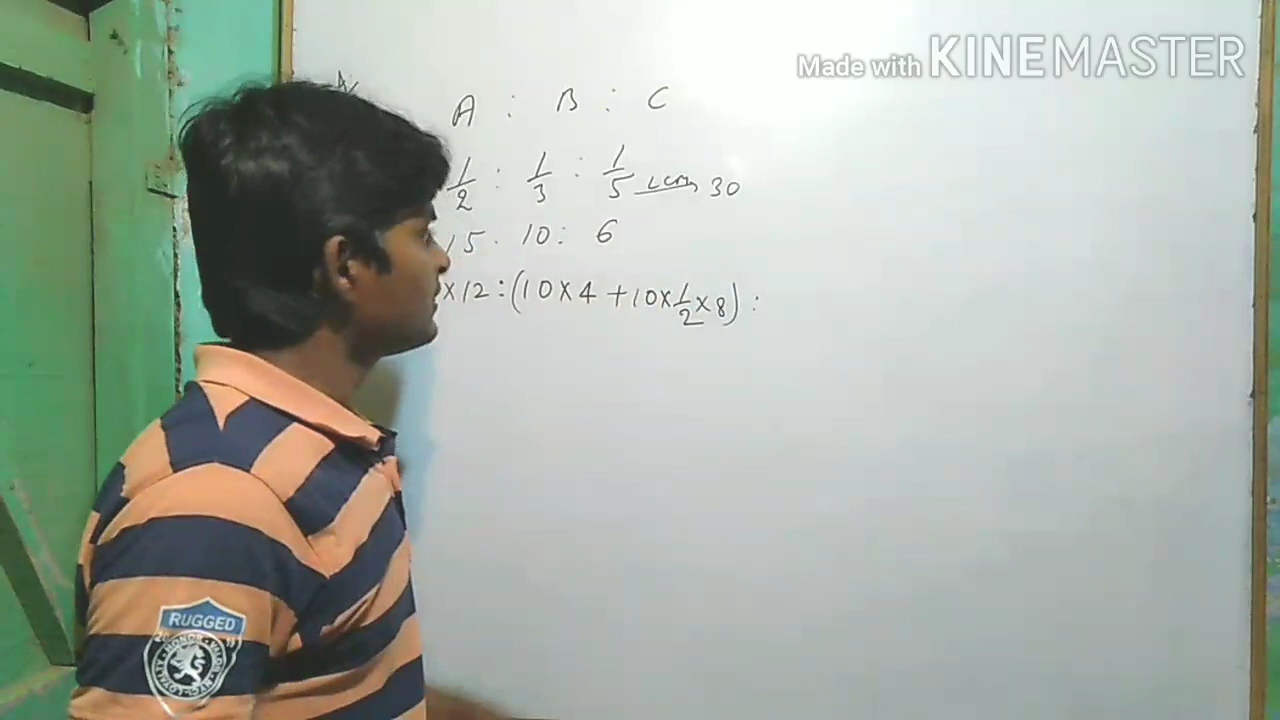 Made with KINEMASTER
A : B : C
1/2 : 1/3 : 1/5 LCM 30
15 . 10 : 6
x 12 : (10 x 4 + 10 x 1/2 x 8) :
RUGGED